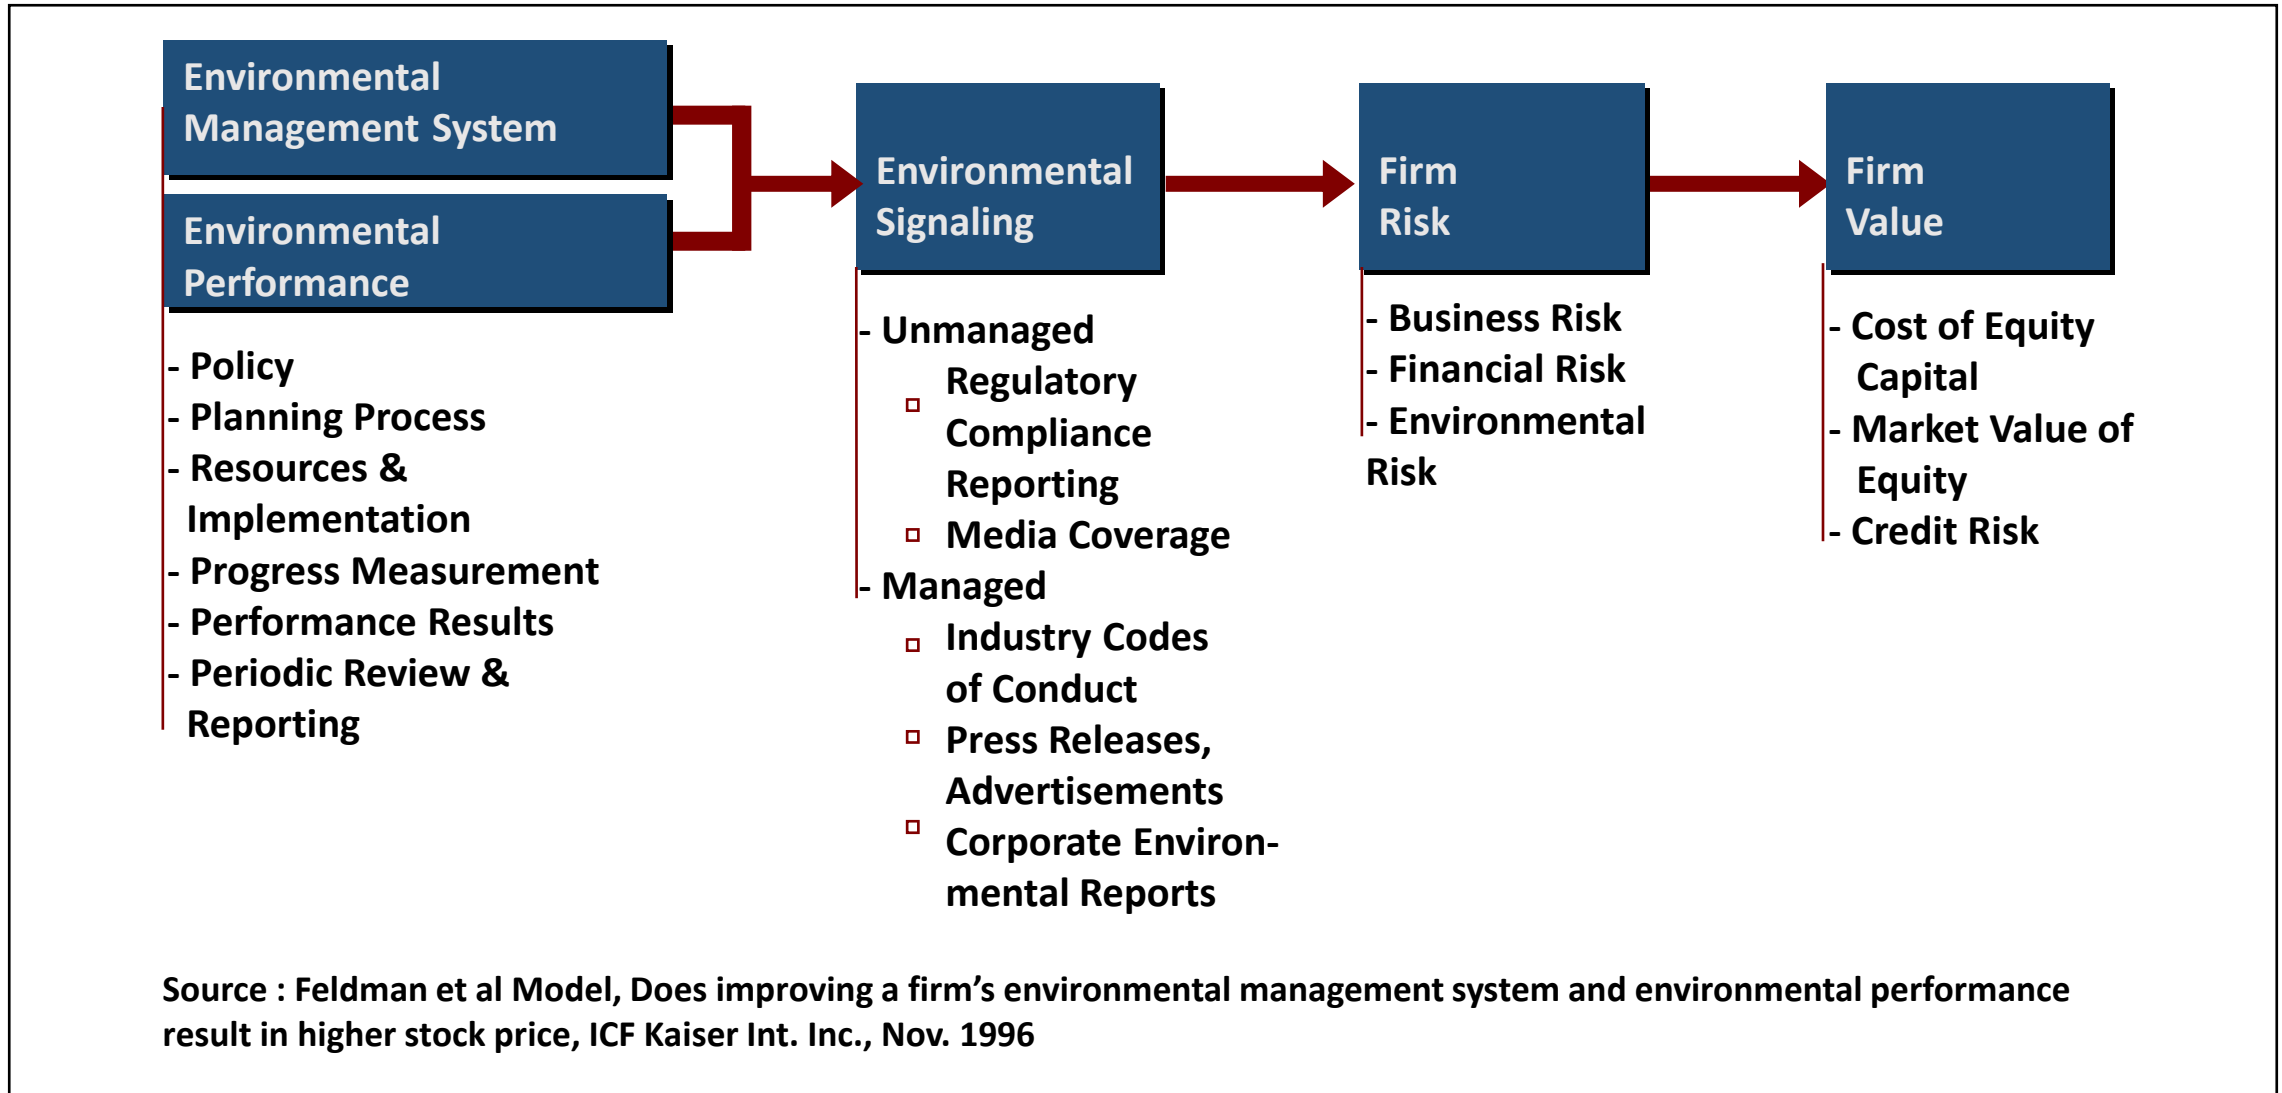 Environmental
Management System
Environmental
Performance
- Policy
- Planning Process
- Resources &
Implementation
- Progress Measurement
- Performance Results
- Periodic Review &
Reporting
Environmental
Signaling
- Unmanaged
Regulatory
Compliance
Reporting
Media Coverage
- Managed
Industry Codes
of Conduct
Press Releases,
Advertisements
Corporate Environ-
mental Reports
Firm
Risk
- Business Risk
- Financial Risk
- Environmental
Risk
Firm
Value
- Cost of Equity
Capital
- Market Value of
Equity
- Credit Risk
Source : Feldman et al Model, Does improving a firm’s environmental management system and environmental performance
result in higher stock price, ICF Kaiser Int. Inc., Nov. 1996